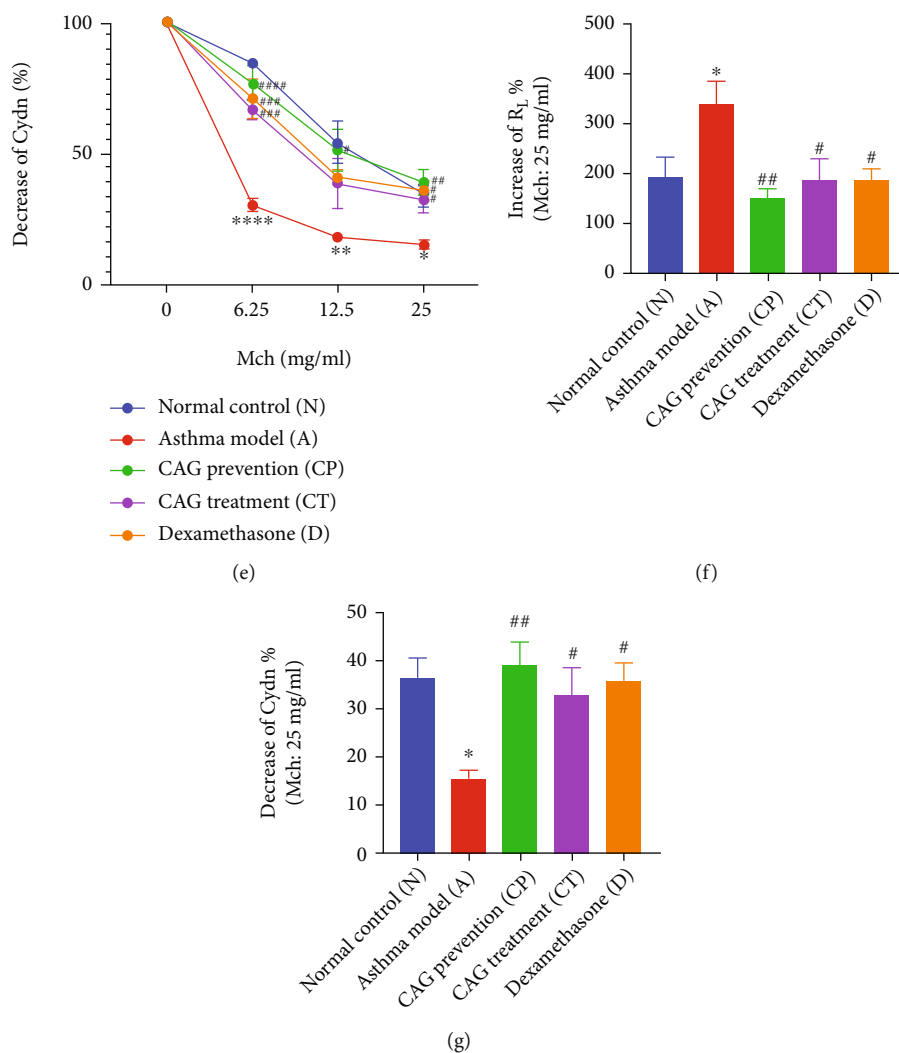 Decrease of Cydn (%)
100
50
0
####
###
###
#
##
#
#
****
**
*
0
6.25
12.5
25
Mch (mg/ml)
Normal control (N)
Asthma model (A)
CAG prevention (CP)
CAG treatment (CT)
Dexamethasone (D)
(e)
Increase of RL %
(Mch: 25 mg/ml)
500
400
300
200
100
0
*
##
#
#
Normal control (N)
Asthma model (A)
CAG prevention (CP)
CAG treatment (CT)
Dexamethasone (D)
(f)
Decrease of Cydn %
(Mch: 25 mg/ml)
50
40
30
20
10
0
*
##
#
#
Normal control (N)
Asthma model (A)
CAG prevention (CP)
CAG treatment (CT)
Dexamethasone (D)
(g)